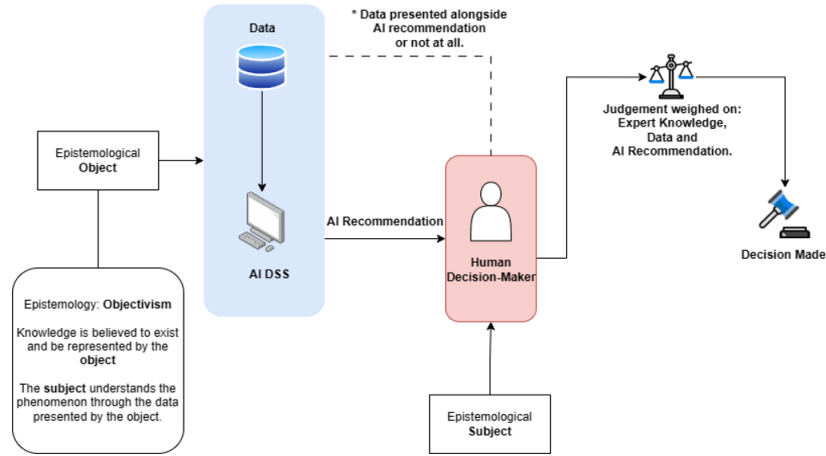 Data
* Data presented alongside
AI recommendation
or not at all.
Judgement weighed on:
Expert Knowledge,
Data and
AI Recommendation.
Epistemological
Object
AI Recommendation
AI DSS
Human
Decision-Maker
Decision Made
Epistemology: Objectivism
Knowledge is believed to exist
and be represented by the
object
The subject understands the
phenomenon through the data
presented by the object.
Epistemological
Subject